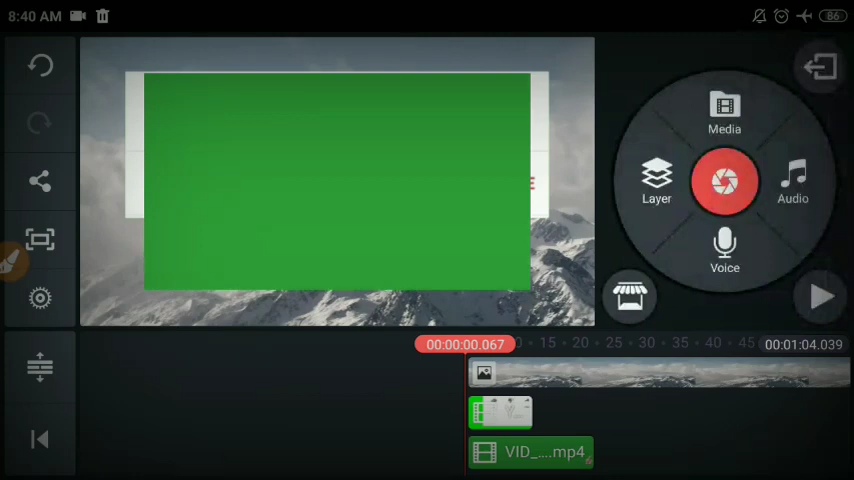 8:40 AM
86
Media
Layer
Audio
Voice
E
00:00:00.067
15 20 25 30 35 40 45
00:01:04.039
VID_....mp4